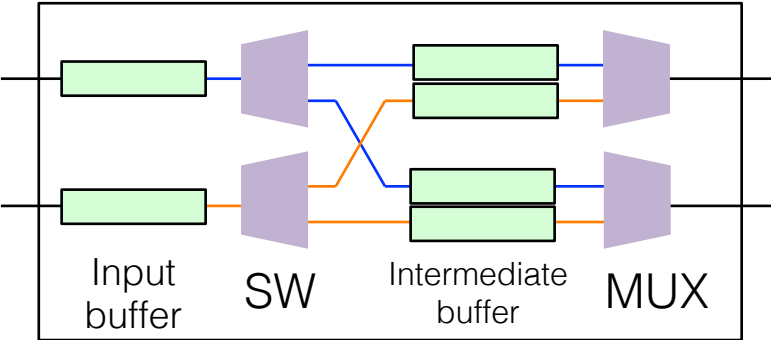 Input
buffer
SW
Intermediate
buffer
MUX